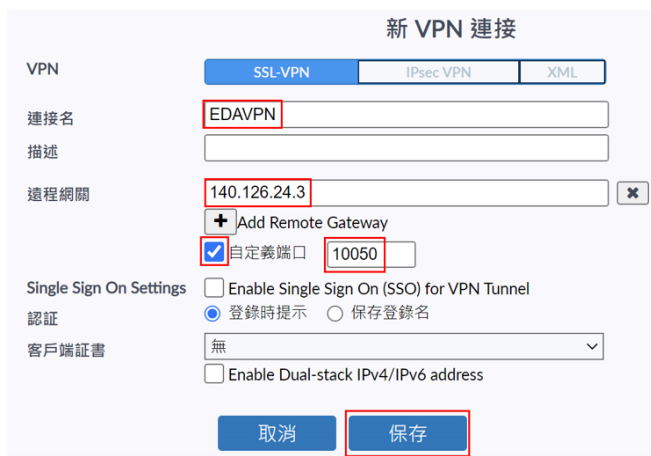 新 VPN 連接
VPN SSL-VPN IPsec VPN XML
連接名 EDAVPN
描述
遠程網關 140.126.24.3
Add Remote Gateway
自定義端口 10050
Single Sign On Settings Enable Single Sign On (SSO) for VPN Tunnel
認証 登錄時提示 保存登錄名
客戶端証書 無
Enable Dual-stack IPv4/IPv6 address
取消 保存